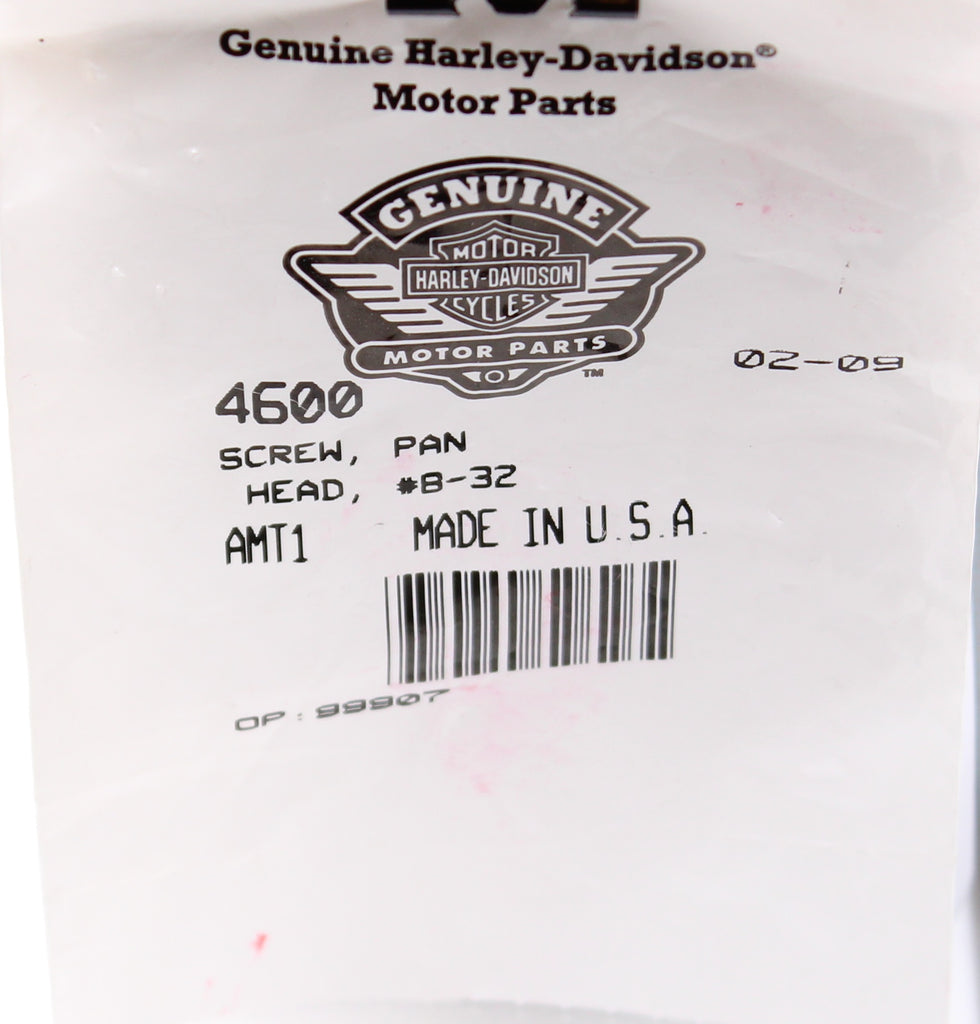 Genuine Harley-Davidson®
Motor Parts
GENUINE
MOTOR
HARLEY-DAVIDSON
CYCLES
MOTOR PARTS
TM
02-09
4600
SCREW, PAN
HEAD, #8-32
AMT1 MADE IN U.S.A.
OP: 99907